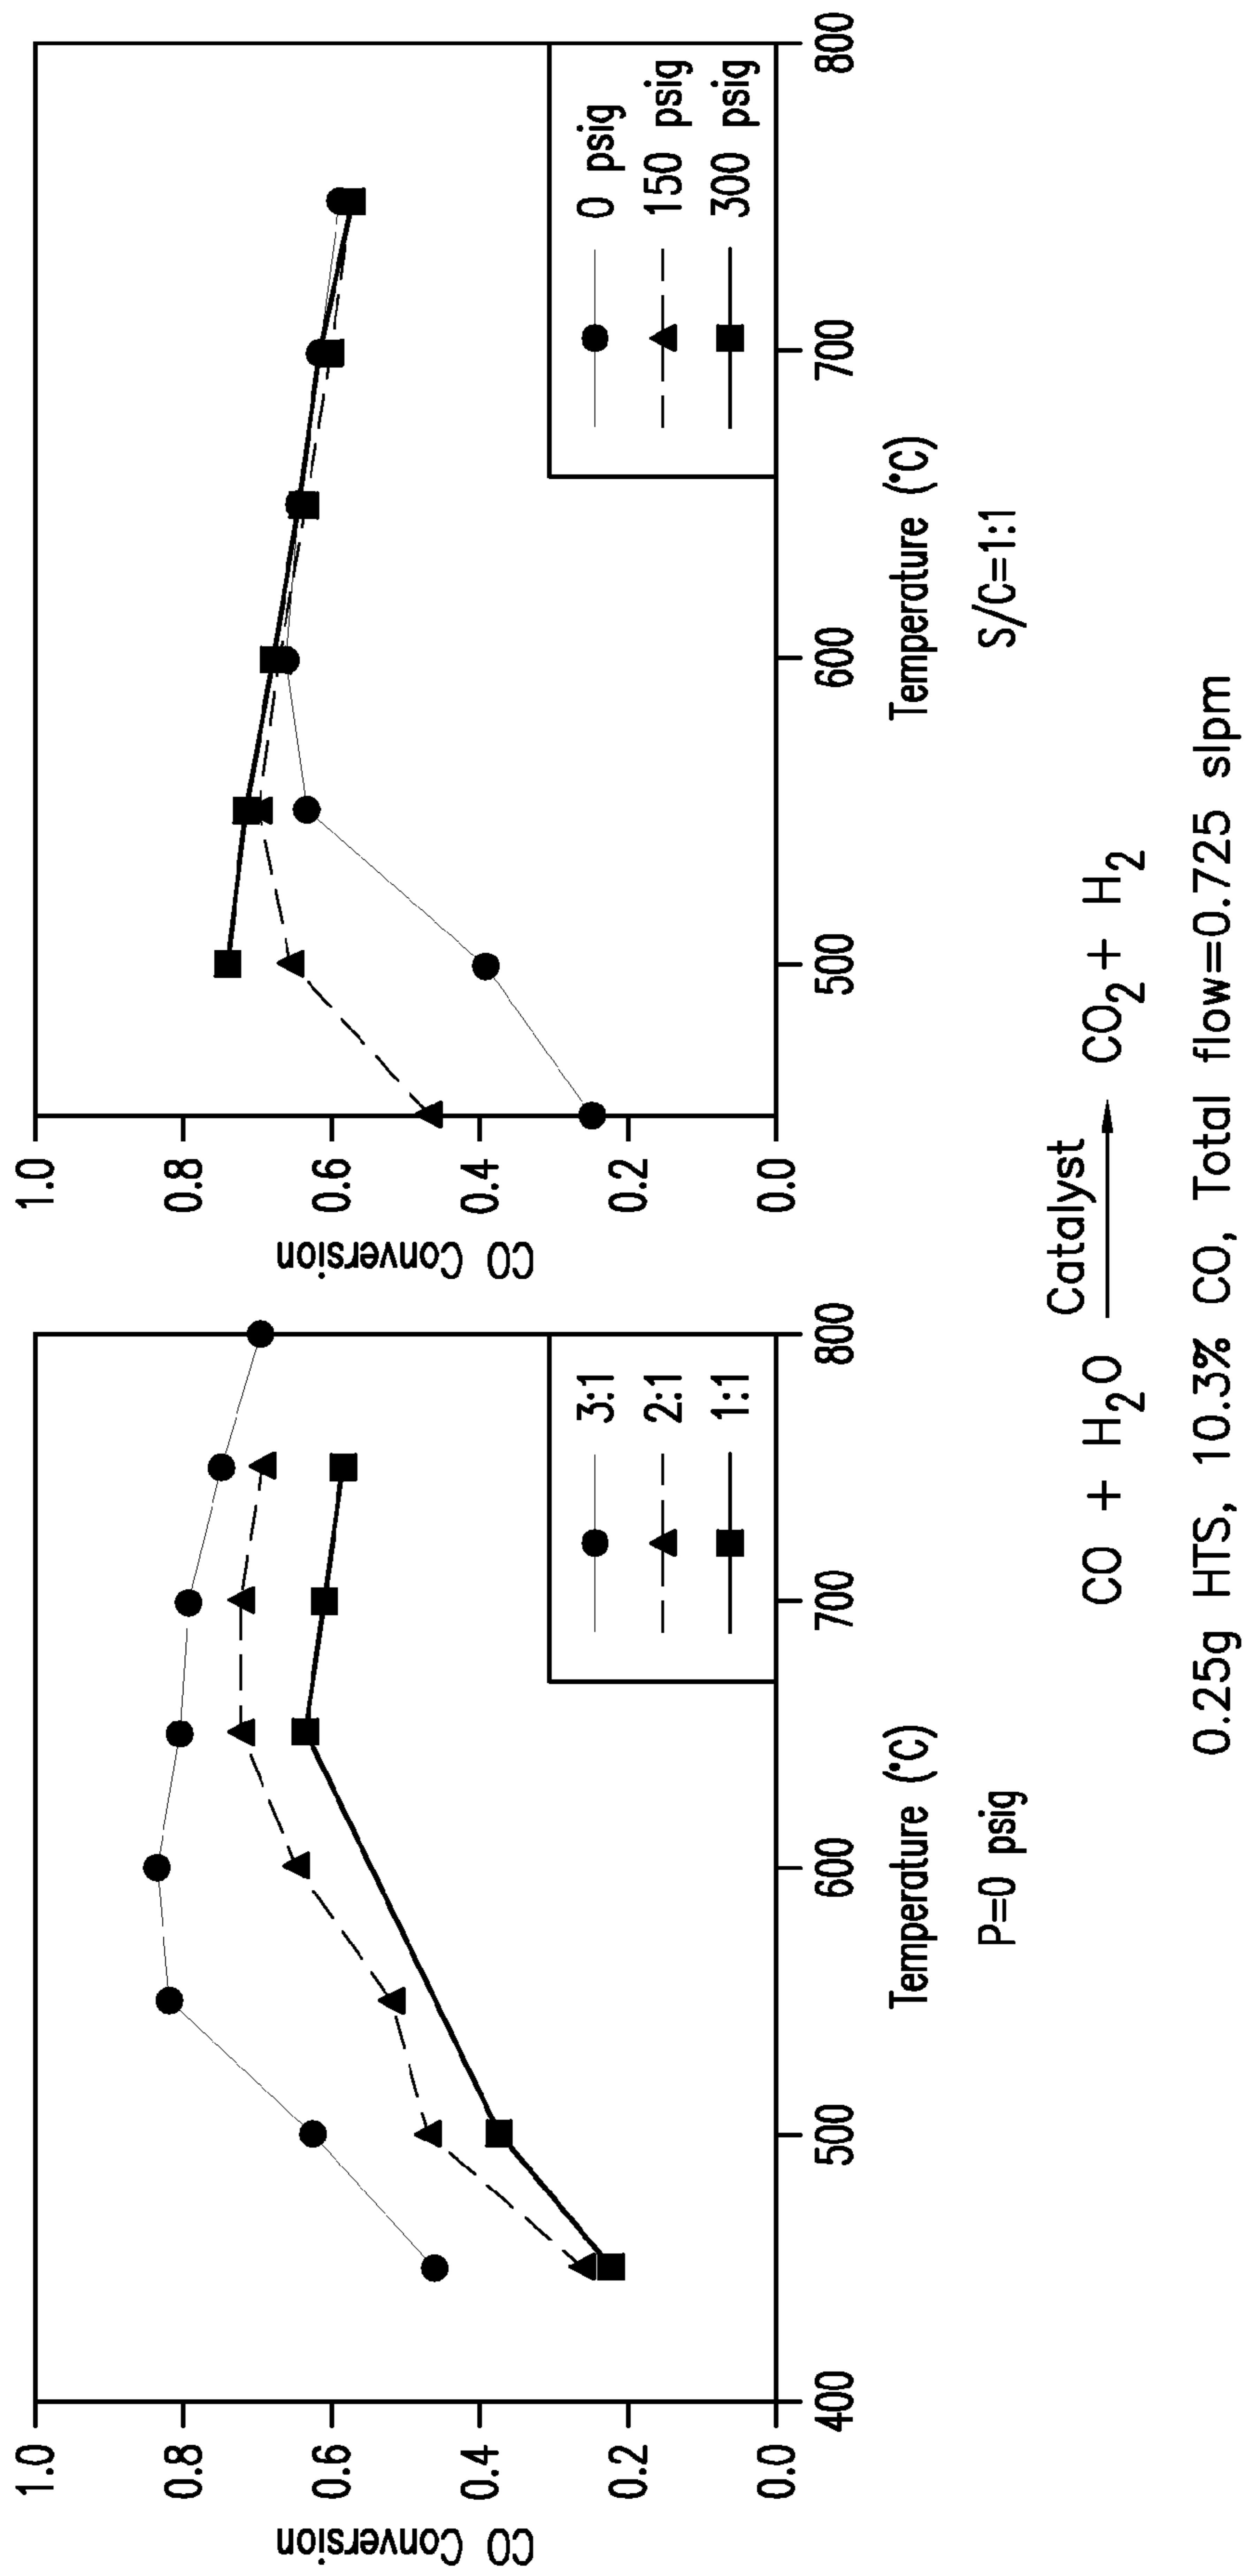 CO Conversion
1.0
0.8
0.6
0.4
0.2
0.0
400
500
600
700
800
3:1
2:1
1:1
Temperature (°C)
P=0 psig
CO Conversion
1.0
0.8
0.6
0.4
0.2
0.0
500
600
700
800
0 psig
150 psig
300 psig
Temperature (°C)
S/C=1:1
Catalyst
CO + H2O → CO2 + H2
0.25g HTS, 10.3% CO, Total flow=0.725 slpm